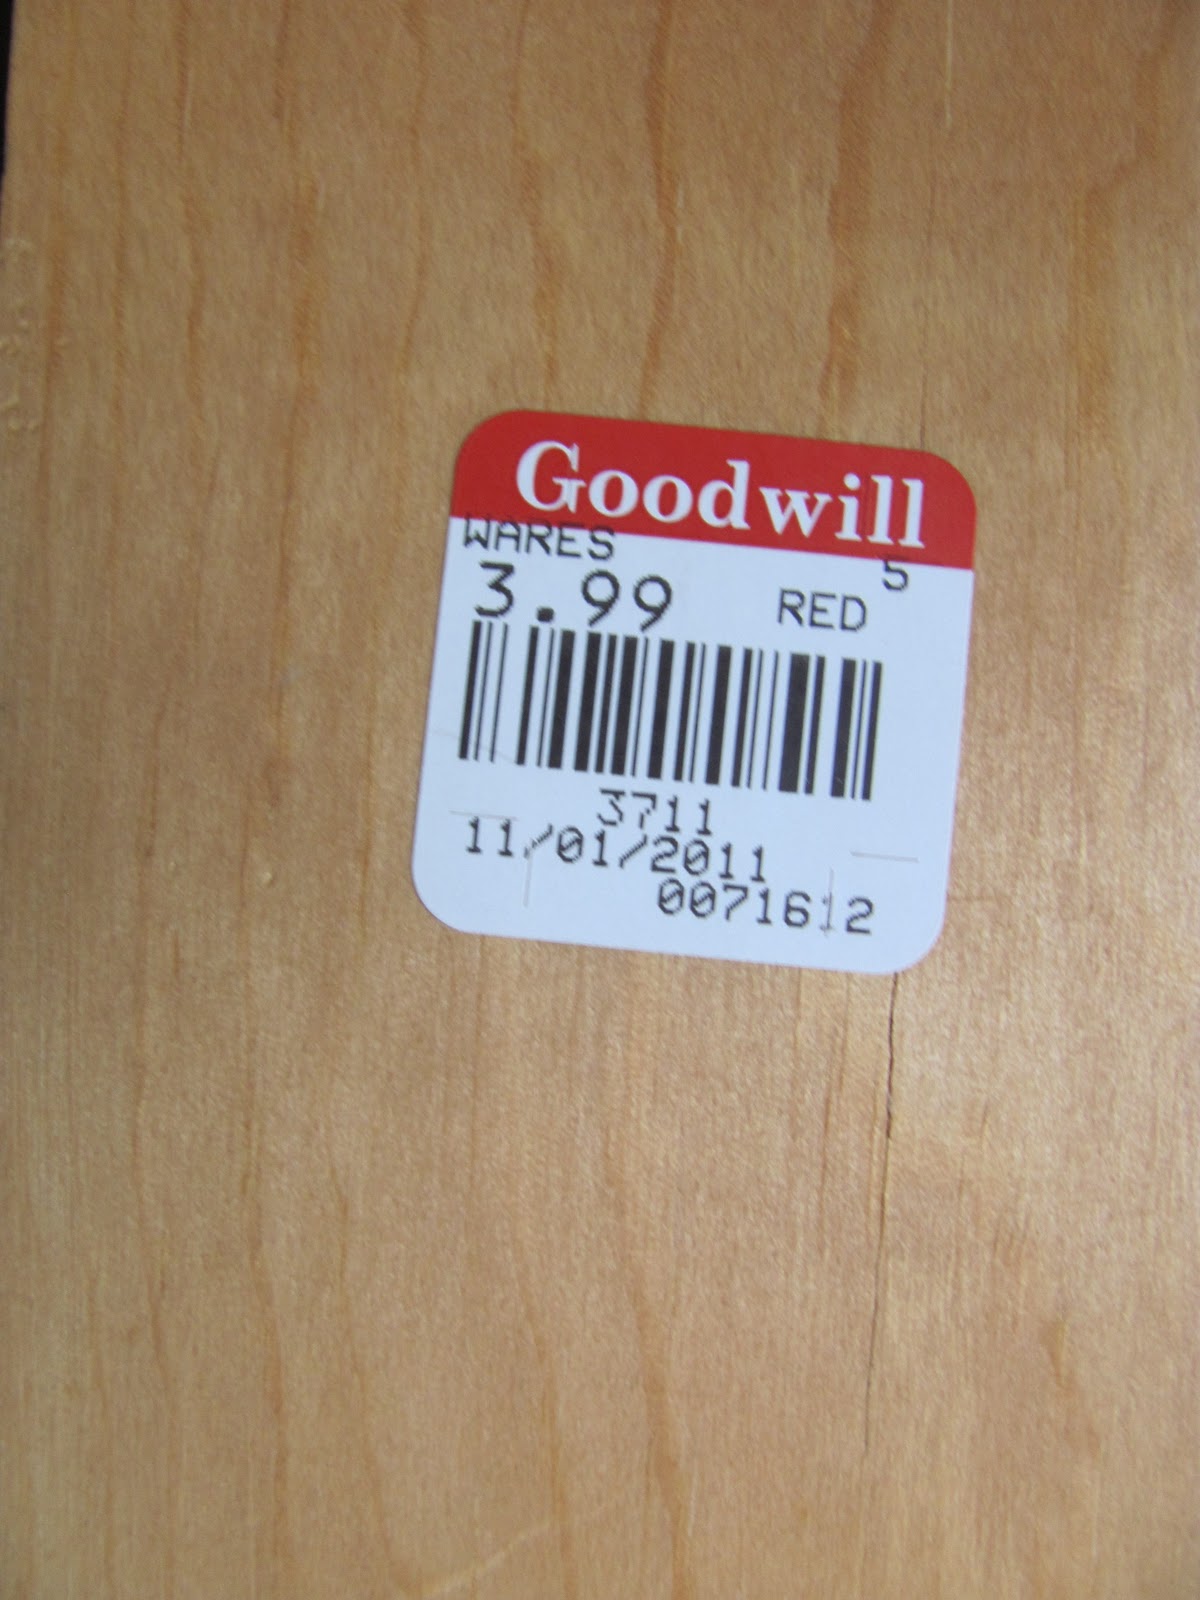 Goodwill
WARES
5
3.99 RED
3711
11/01/2011
0071612